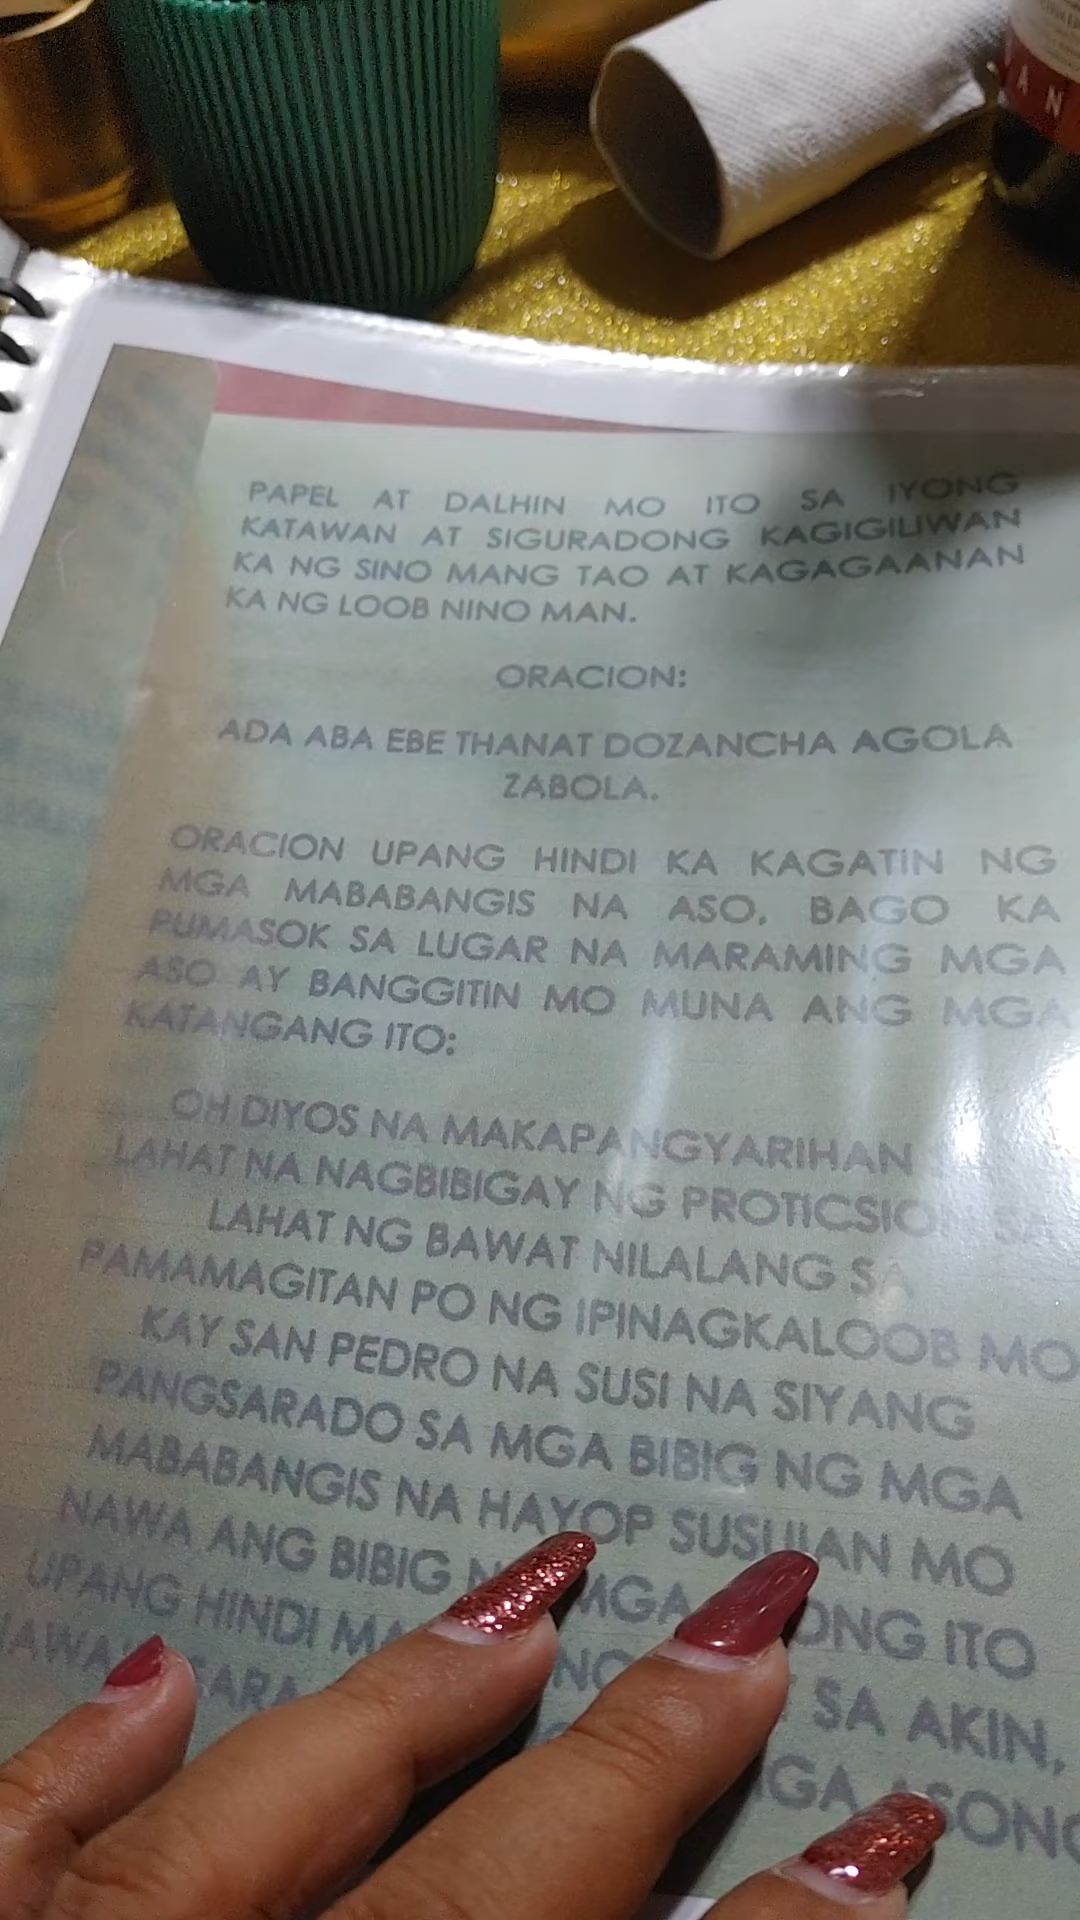 A N
PAPEL AT DALHIN MO ITO SA IYONG
KATAWAN AT SIGURADONG KAGIGILIWAN
KA NG SINO MANG TAO AT KAGAGAANAN
KA NG LOOB NINO MAN.
ORACION:
ADA ABA EBE THANAT DOZANCHA AGOLA
ZABOLA.
ORACION UPANG HINDI KA KAGATIN NG
MGA MABABANGIS NA ASO, BAGO KA
PUMASOK SA LUGAR NA MARAMING MGA
ASO AY BANGGITIN MO MUNA ANG MGA
KATANGANG ITO:
OH DIYOS NA MAKAPANGYARIHAN
LAHAT NA NAGBIBIGAY NG PROTICSION SA
LAHAT NG BAWAT NILALANG SA
PAMAMAGITAN PO NG IPINAGKALOOB MO
KAY SAN PEDRO NA SUSI NA SIYANG
PANGSARADO SA MGA BIBIG NG MGA
MABABANGIS NA HAYOP SUSUIAN MO
NAWA ANG BIBIG MGA ITO
UPANG HINDI SA AKIN,